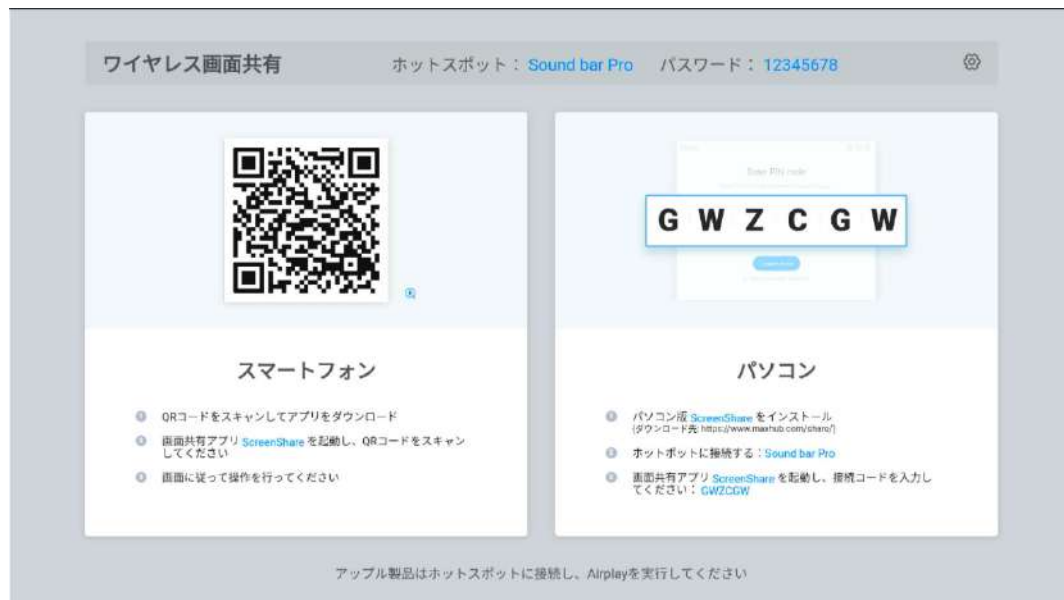 ワイヤレス画面共有
ホットスポット： Sound bar Pro パスワード： 12345678
Enter PIN code
G W Z C G W
スマートフォン
QRコードをスキャンしてアプリをダウンロード
画面共有アプリ ScreenShare を起動し、QRコードをスキャン
してください
画面に従って操作を行ってください
パソコン
パソコン版 ScreenShare をインストール
(ダウンロード先 https://www.maxhub.com/share/)
ホットポットに接続する：Sound bar Pro
画面共有アプリ ScreenShare を起動し、接続コードを入力し
てください： GWZCGW
アップル製品はホットスポットに接続し、Airplayを実行してください